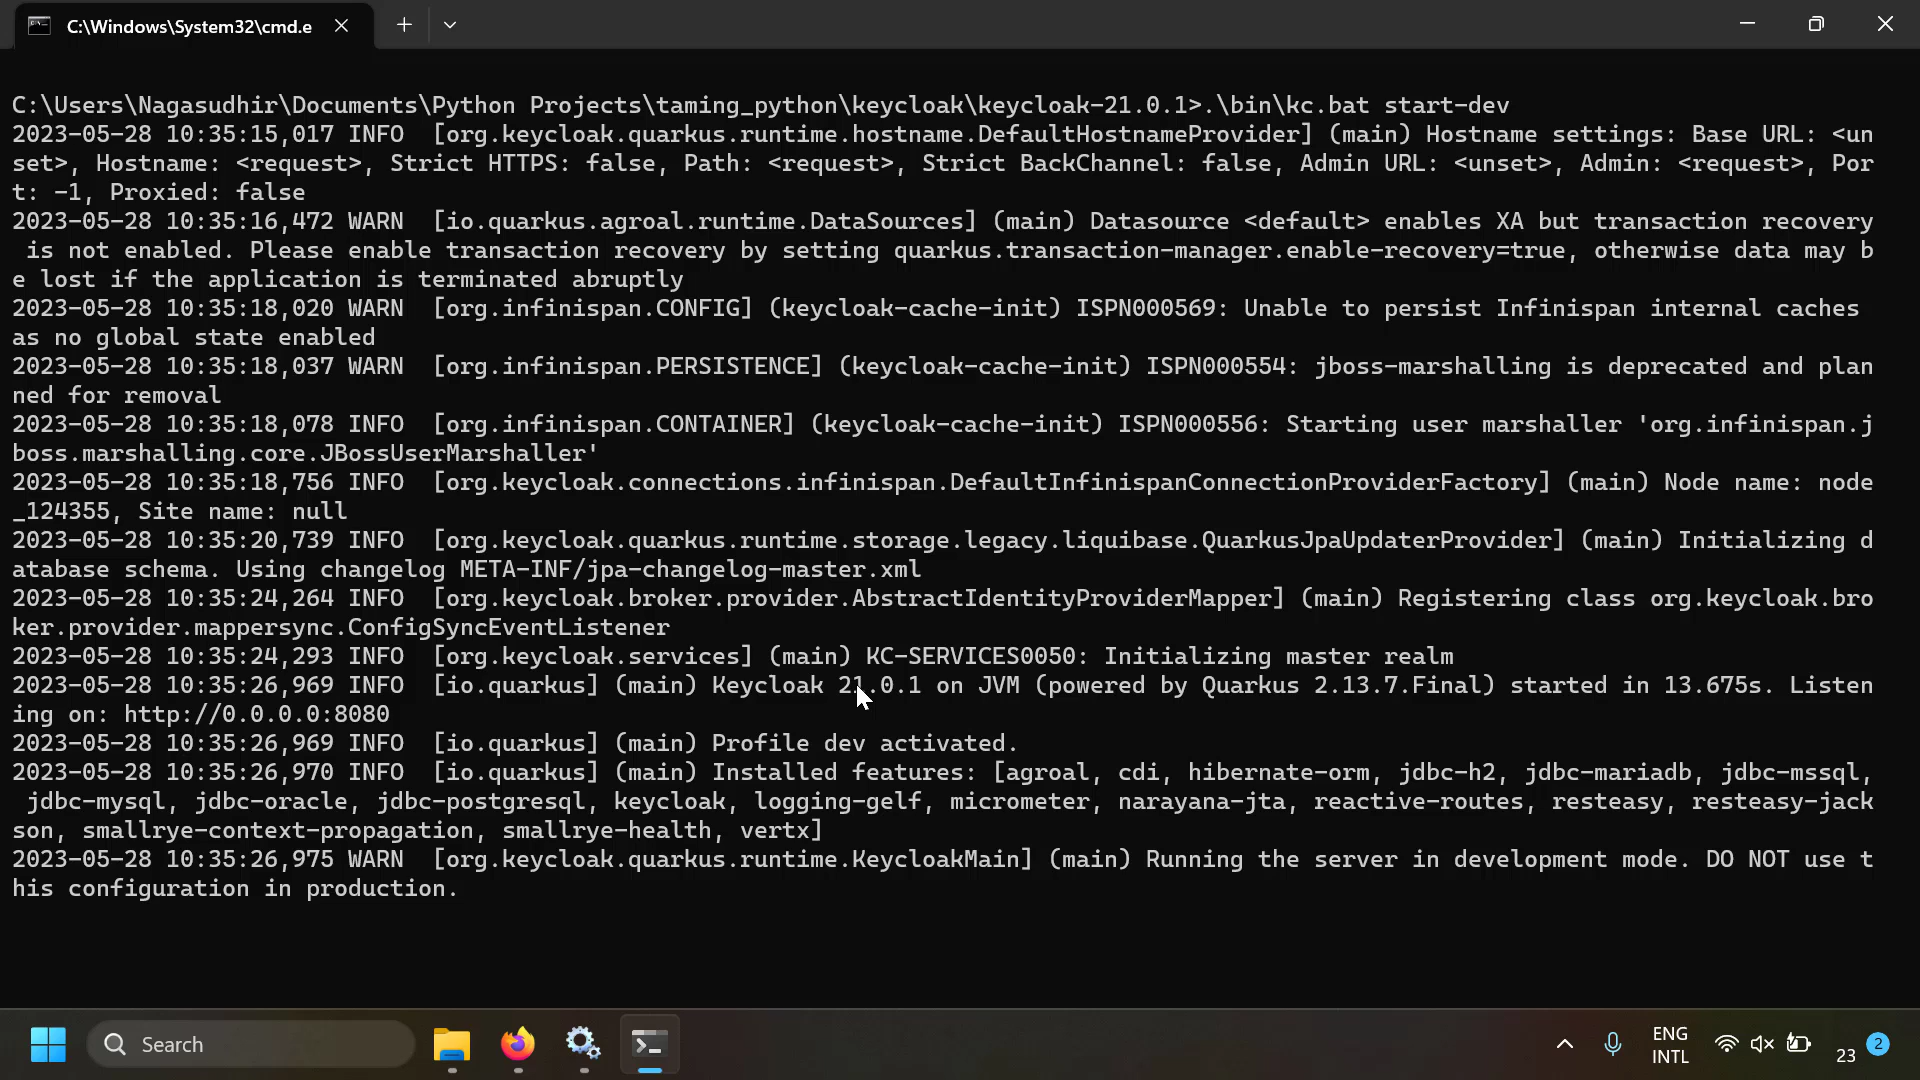 C:\Windows\System32\cmd.e
C:\Users\Nagasudhir\Documents\Python Projects\taming_python\keycloak\keycloak-21.0.1>.\bin\kc.bat start-dev
2023-05-28 10:35:15,017 INFO  [org.keycloak.quarkus.runtime.hostname.DefaultHostnameProvider] (main) Hostname settings: Base URL: <un
set>, Hostname: <request>, Strict HTTPS: false, Path: <request>, Strict BackChannel: false, Admin URL: <unset>, Admin: <request>, Por
t: -1, Proxied: false
2023-05-28 10:35:16,472 WARN  [io.quarkus.agroal.runtime.DataSources] (main) Datasource <default> enables XA but transaction recovery
 is not enabled. Please enable transaction recovery by setting quarkus.transaction-manager.enable-recovery=true, otherwise data may b
e lost if the application is terminated abruptly
2023-05-28 10:35:18,020 WARN  [org.infinispan.CONFIG] (keycloak-cache-init) ISPN000569: Unable to persist Infinispan internal caches
as no global state enabled
2023-05-28 10:35:18,037 WARN  [org.infinispan.PERSISTENCE] (keycloak-cache-init) ISPN000554: jboss-marshalling is deprecated and plan
ned for removal
2023-05-28 10:35:18,078 INFO  [org.infinispan.CONTAINER] (keycloak-cache-init) ISPN000556: Starting user marshaller 'org.infinispan.j
boss.marshalling.core.JBossUserMarshaller'
2023-05-28 10:35:18,756 INFO  [org.keycloak.connections.infinispan.DefaultInfinispanConnectionProviderFactory] (main) Node name: node
_124355, Site name: null
2023-05-28 10:35:20,739 INFO  [org.keycloak.quarkus.runtime.storage.legacy.liquibase.QuarkusJpaUpdaterProvider] (main) Initializing d
atabase schema. Using changelog META-INF/jpa-changelog-master.xml
2023-05-28 10:35:24,264 INFO  [org.keycloak.broker.provider.AbstractIdentityProviderMapper] (main) Registering class org.keycloak.bro
ker.provider.mappersync.ConfigSyncEventListener
2023-05-28 10:35:24,293 INFO  [org.keycloak.services] (main) KC-SERVICES0050: Initializing master realm
2023-05-28 10:35:26,969 INFO  [io.quarkus] (main) Keycloak 21.0.1 on JVM (powered by Quarkus 2.13.7.Final) started in 13.675s. Listen
ing on: http://0.0.0.0:8080
2023-05-28 10:35:26,969 INFO  [io.quarkus] (main) Profile dev activated.
2023-05-28 10:35:26,970 INFO  [io.quarkus] (main) Installed features: [agroal, cdi, hibernate-orm, jdbc-h2, jdbc-mariadb, jdbc-mssql,
 jdbc-mysql, jdbc-oracle, jdbc-postgresql, keycloak, logging-gelf, micrometer, narayana-jta, reactive-routes, resteasy, resteasy-jack
son, smallrye-context-propagation, smallrye-health, vertx]
2023-05-28 10:35:26,975 WARN  [org.keycloak.quarkus.runtime.KeycloakMain] (main) Running the server in development mode. DO NOT use t
his configuration in production.
Search
ENG
INTL
23
2